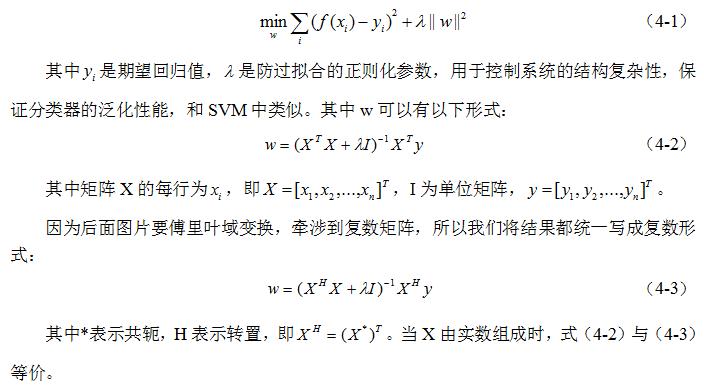 min_w ∑_i (f(x_i) − y_i)² + λ || w ||² （4-1）
其中 y_i 是期望回归值，λ 是防过拟合的正则化参数，用于控制系统的结构复杂性，保
证分类器的泛化性能，和 SVM 中类似。其中 w 可以有以下形式：
w = (X^T X + λI)^{-1} X^T y （4-2）
其中矩阵 X 的每行为 x_i，即 X = [x_1, x_2, ..., x_n]^T，I 为单位矩阵，y = [y_1, y_2, ..., y_n]^T。
因为后面图片要傅里叶域变换，牵涉到复数矩阵，所以我们将结果都统一写成复数形
式：
w = (X^H X + λI)^{-1} X^H y （4-3）
其中*表示共轭，H 表示转置，即 X^H = (X^*)^T。当 X 由实数组成时，式（4-2）与（4-3）
等价。